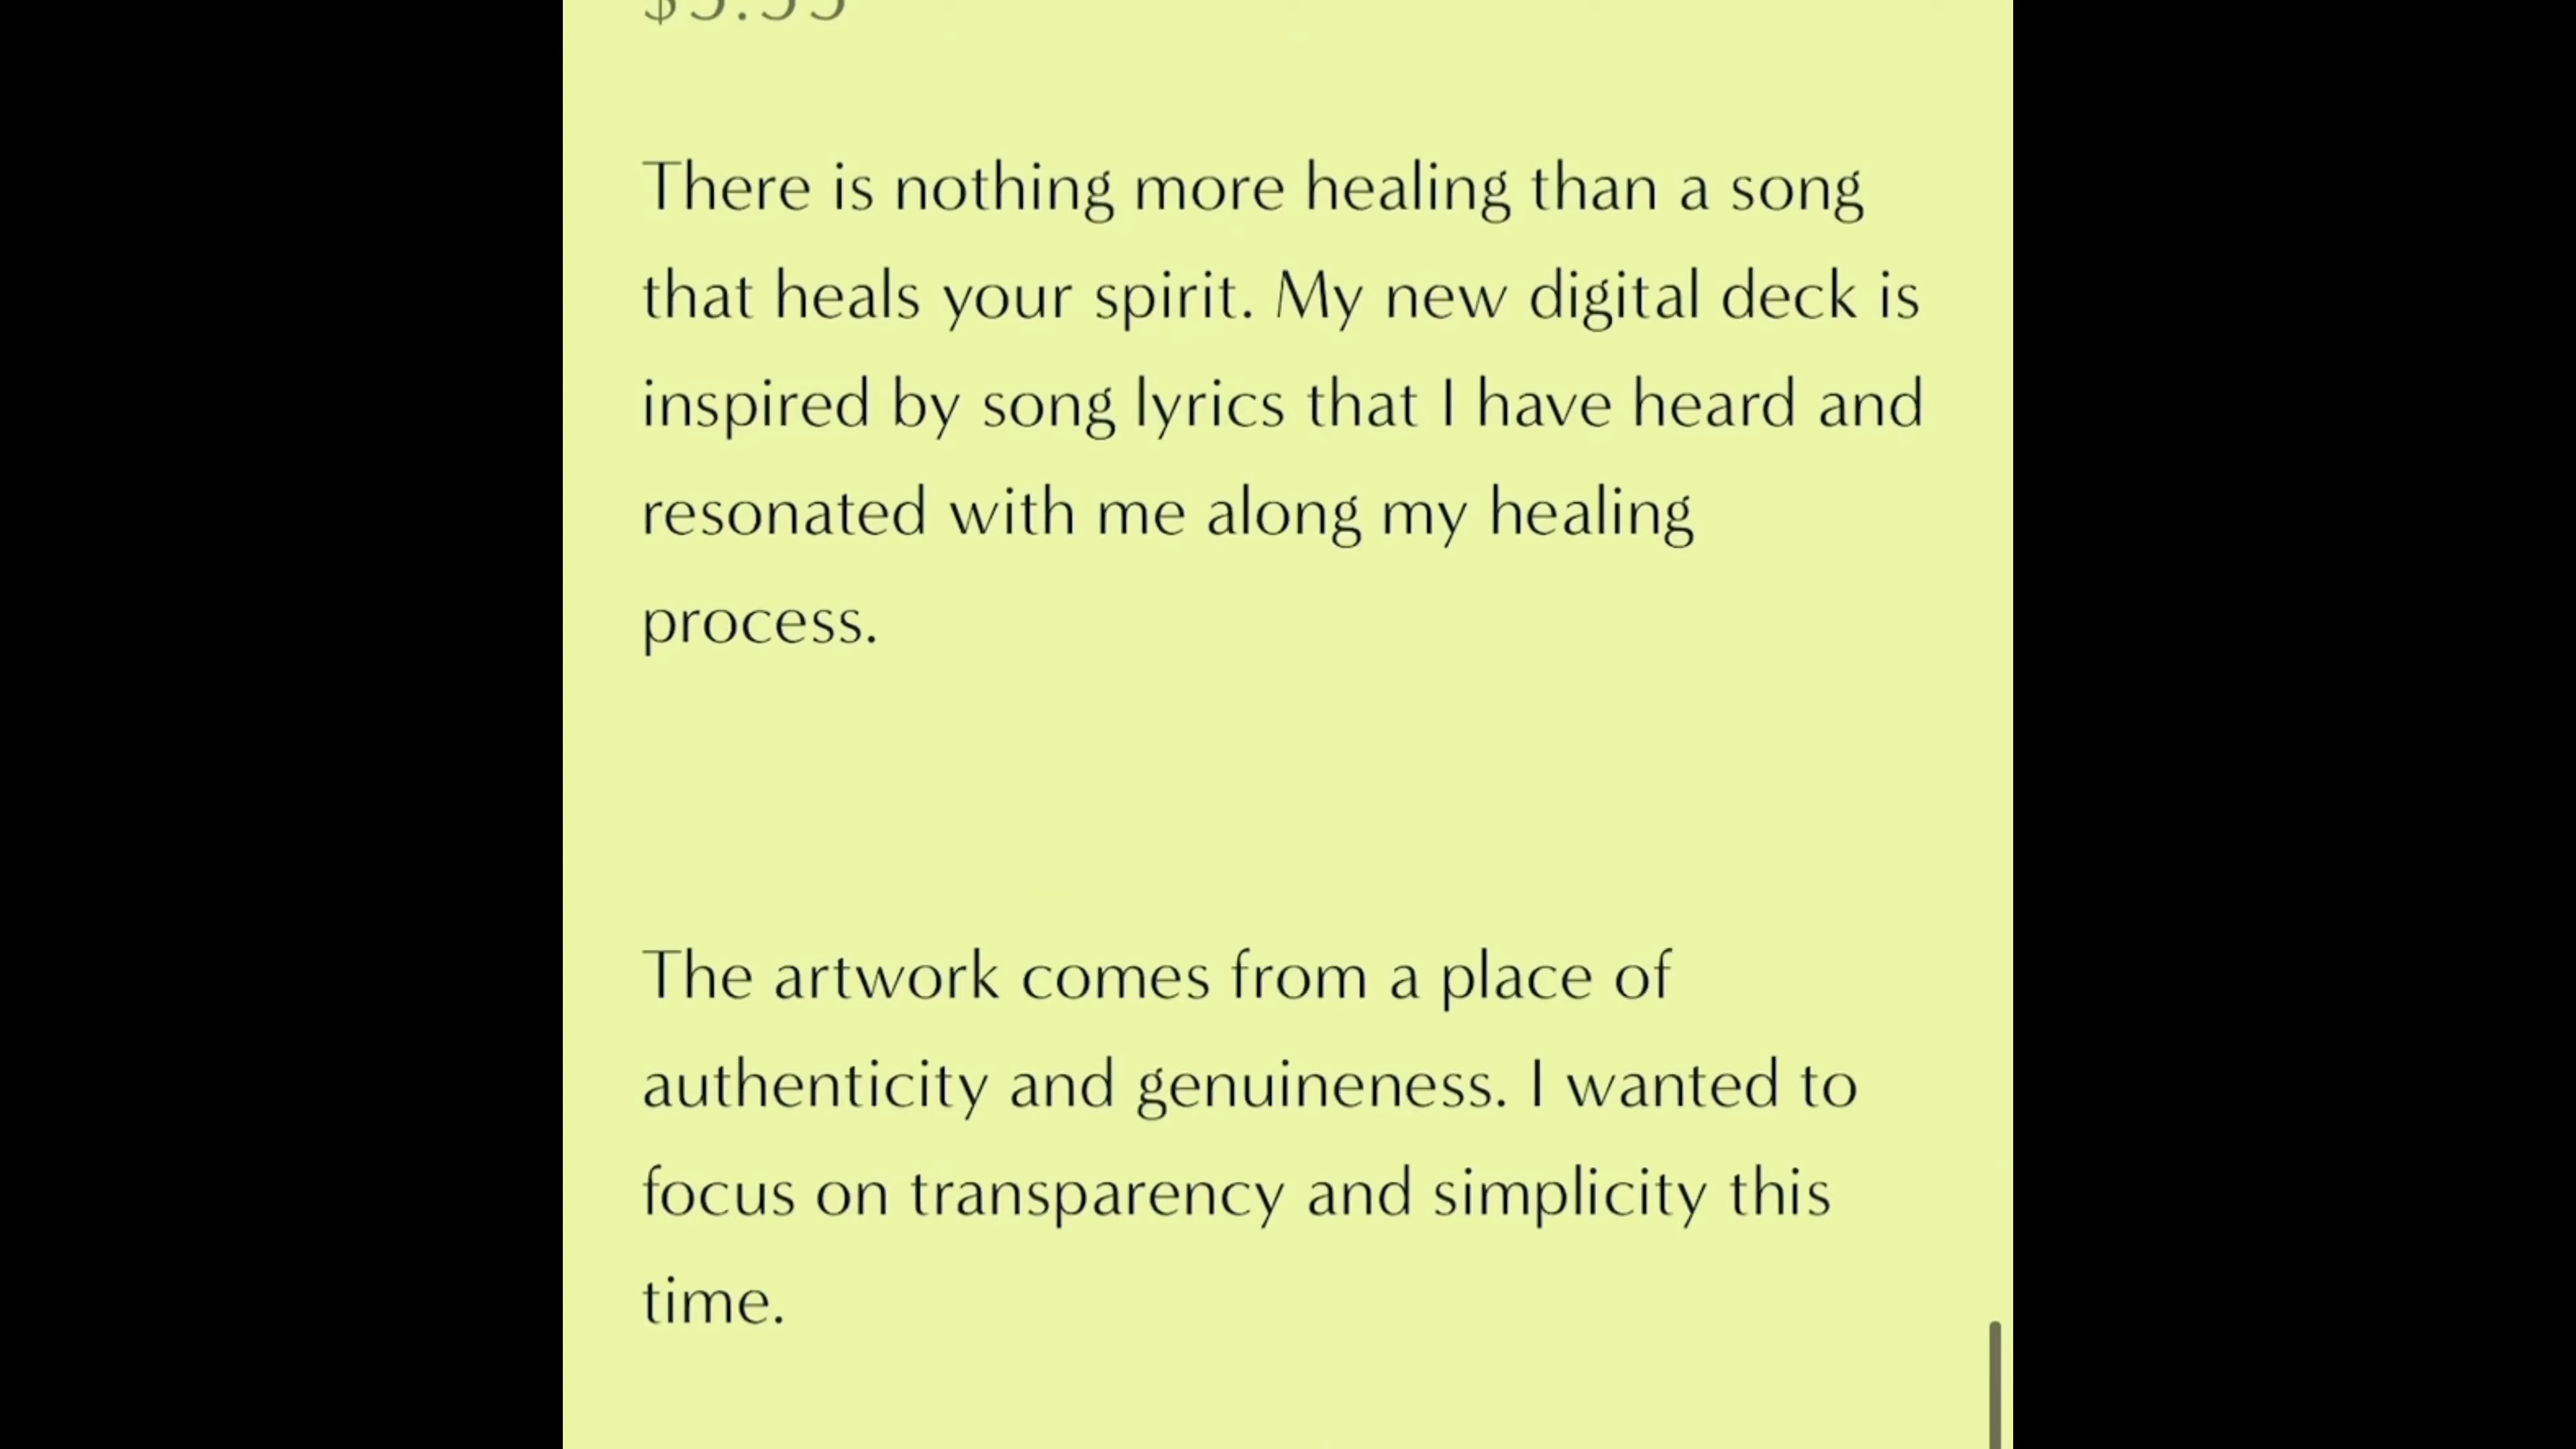 There is nothing more healing than a song
that heals your spirit. My new digital deck is
inspired by song lyrics that I have heard and
resonated with me along my healing
process.
The artwork comes from a place of
authenticity and genuineness. I wanted to
focus on transparency and simplicity this
time.